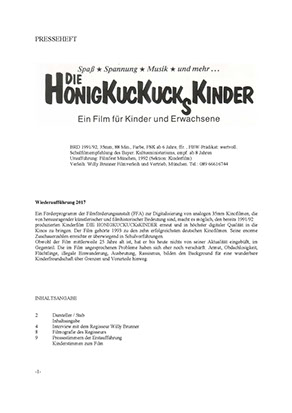 PRESSEHEFT
Spaß ★ Spannung ★ Musik ★ und mehr ...
DIE
HONIGKUCKUCKSKINDER
Ein Film für Kinder und Erwachsene
BRD 1991/92, 35mm, 88 Min., Farbe, FSK ab 6 Jahre, ff., FBW-Prädikat: wertvoll
Schulfilmempfehlung des Bayer. Kultusministeriums, empf. ab 8 Jahren
Uraufführung: Filmfest München, 1992 (Sektion: Kinderfilm)
Verleih: Willy Brunner Filmverleih und Vertrieb, München. Tel.: 089-66616744
Wiederaufführung 2017
Ein Förderprogramm der Filmförderungsanstalt (FFA) zur Digitalisierung von analogen 35mm Kinofilmen, die
von herausragender künstlerischer und filmhistorischer Bedeutung sind, macht es möglich, den bereits 1991/92
produzierten Kinderfilm DIE HONIGKUCKUCKSKINDER erneut und in höchster digitaler Qualität in die
Kinos zu bringen. Der Film gehörte 1993 zu den zehn erfolgreichsten deutschen Kinofilmen. Seine enorme
Zuschauerzahlen erreichte er überwiegend in Schulvorführungen.
Obwohl der Film mittlerweile 25 Jahre alt ist, hat er bis heute nichts von seiner Aktualität eingebüßt, im
Gegenteil: Die im Film angesprochenen Probleme haben sich eher noch verschärft. Armut, Obdachlosigkeit,
Flüchtlinge, illegale Einwanderung, Ausbeutung, Rassismus, bilden den Background für eine wunderbare
Kinderfreundschaft über Grenzen und Vorurteile hinweg.
INHALTSANGABE
2 Darsteller / Stab
Inhaltsangabe
4 Interview mit dem Regisseur Willy Brunner
8 Filmografie des Regisseurs
9 Pressestimmen der Erstaufführung
Kinderstimmen zum Film
-1-